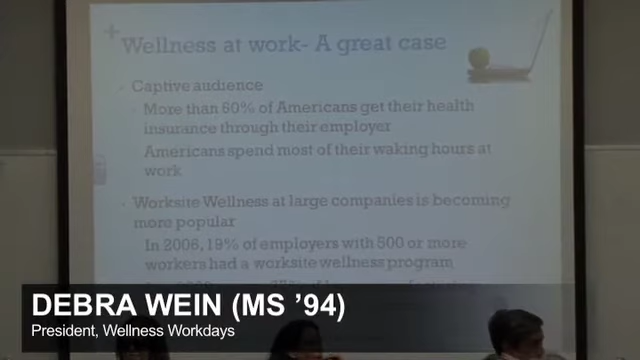 +
Wellness at work- A great case
Captive audience
More than 60% of Americans get their health
insurance through their employer
Americans spend most of their waking hours at
work
Worksite Wellness at large companies is becoming
more popular
In 2006, 19% of employers with 500 or more
workers had a worksite wellness program
DEBRA WEIN (MS ’94)
President, Wellness Workdays